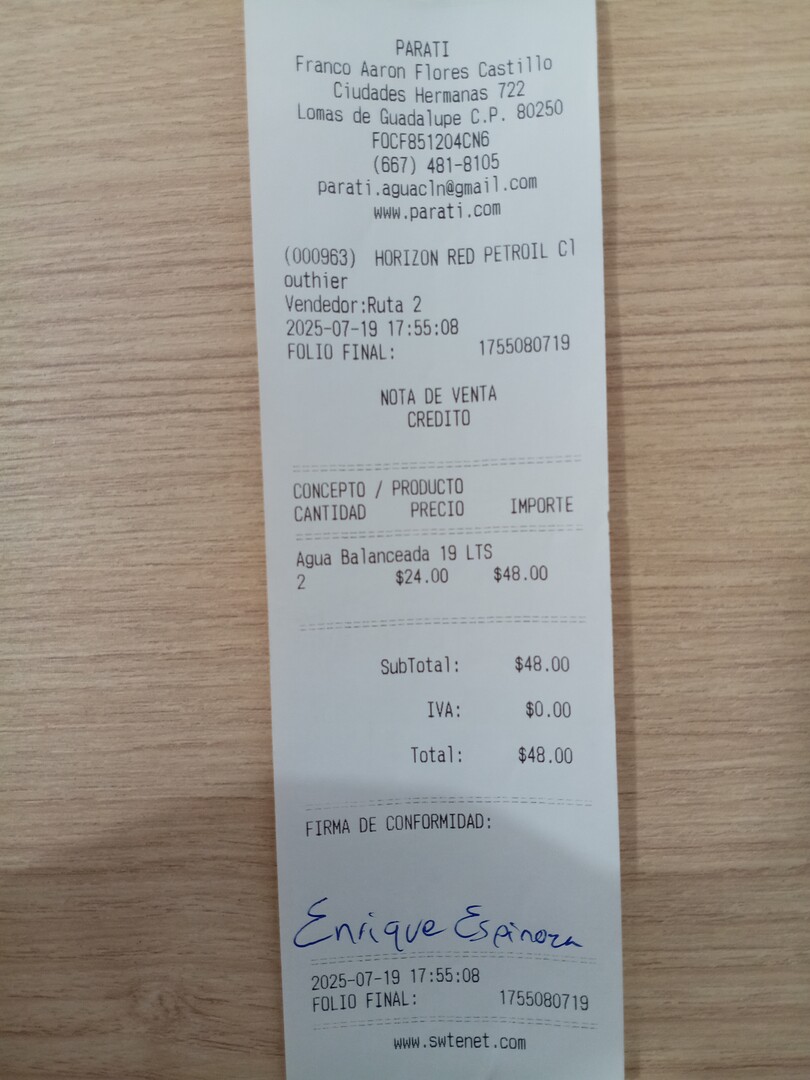 PARATI
Franco Aaron Flores Castillo
Ciudades Hermanas 722
Lomas de Guadalupe C.P. 80250
FOCF851204CN6
(667) 481-8105
parati.aguacln@gmail.com
www.parati.com
(000963) HORIZON RED PETROIL Cl
outhier
Vendedor:Ruta 2
2025-07-19 17:55:08
FOLIO FINAL: 1755080719
NOTA DE VENTA
CREDITO
CONCEPTO / PRODUCTO
CANTIDAD PRECIO IMPORTE
Agua Balanceada 19 LTS
2 $24.00 $48.00
SubTotal: $48.00
IVA: $0.00
Total: $48.00
FIRMA DE CONFORMIDAD:
Enrique Espinoza
2025-07-19 17:55:08
FOLIO FINAL: 1755080719
www.swtenet.com